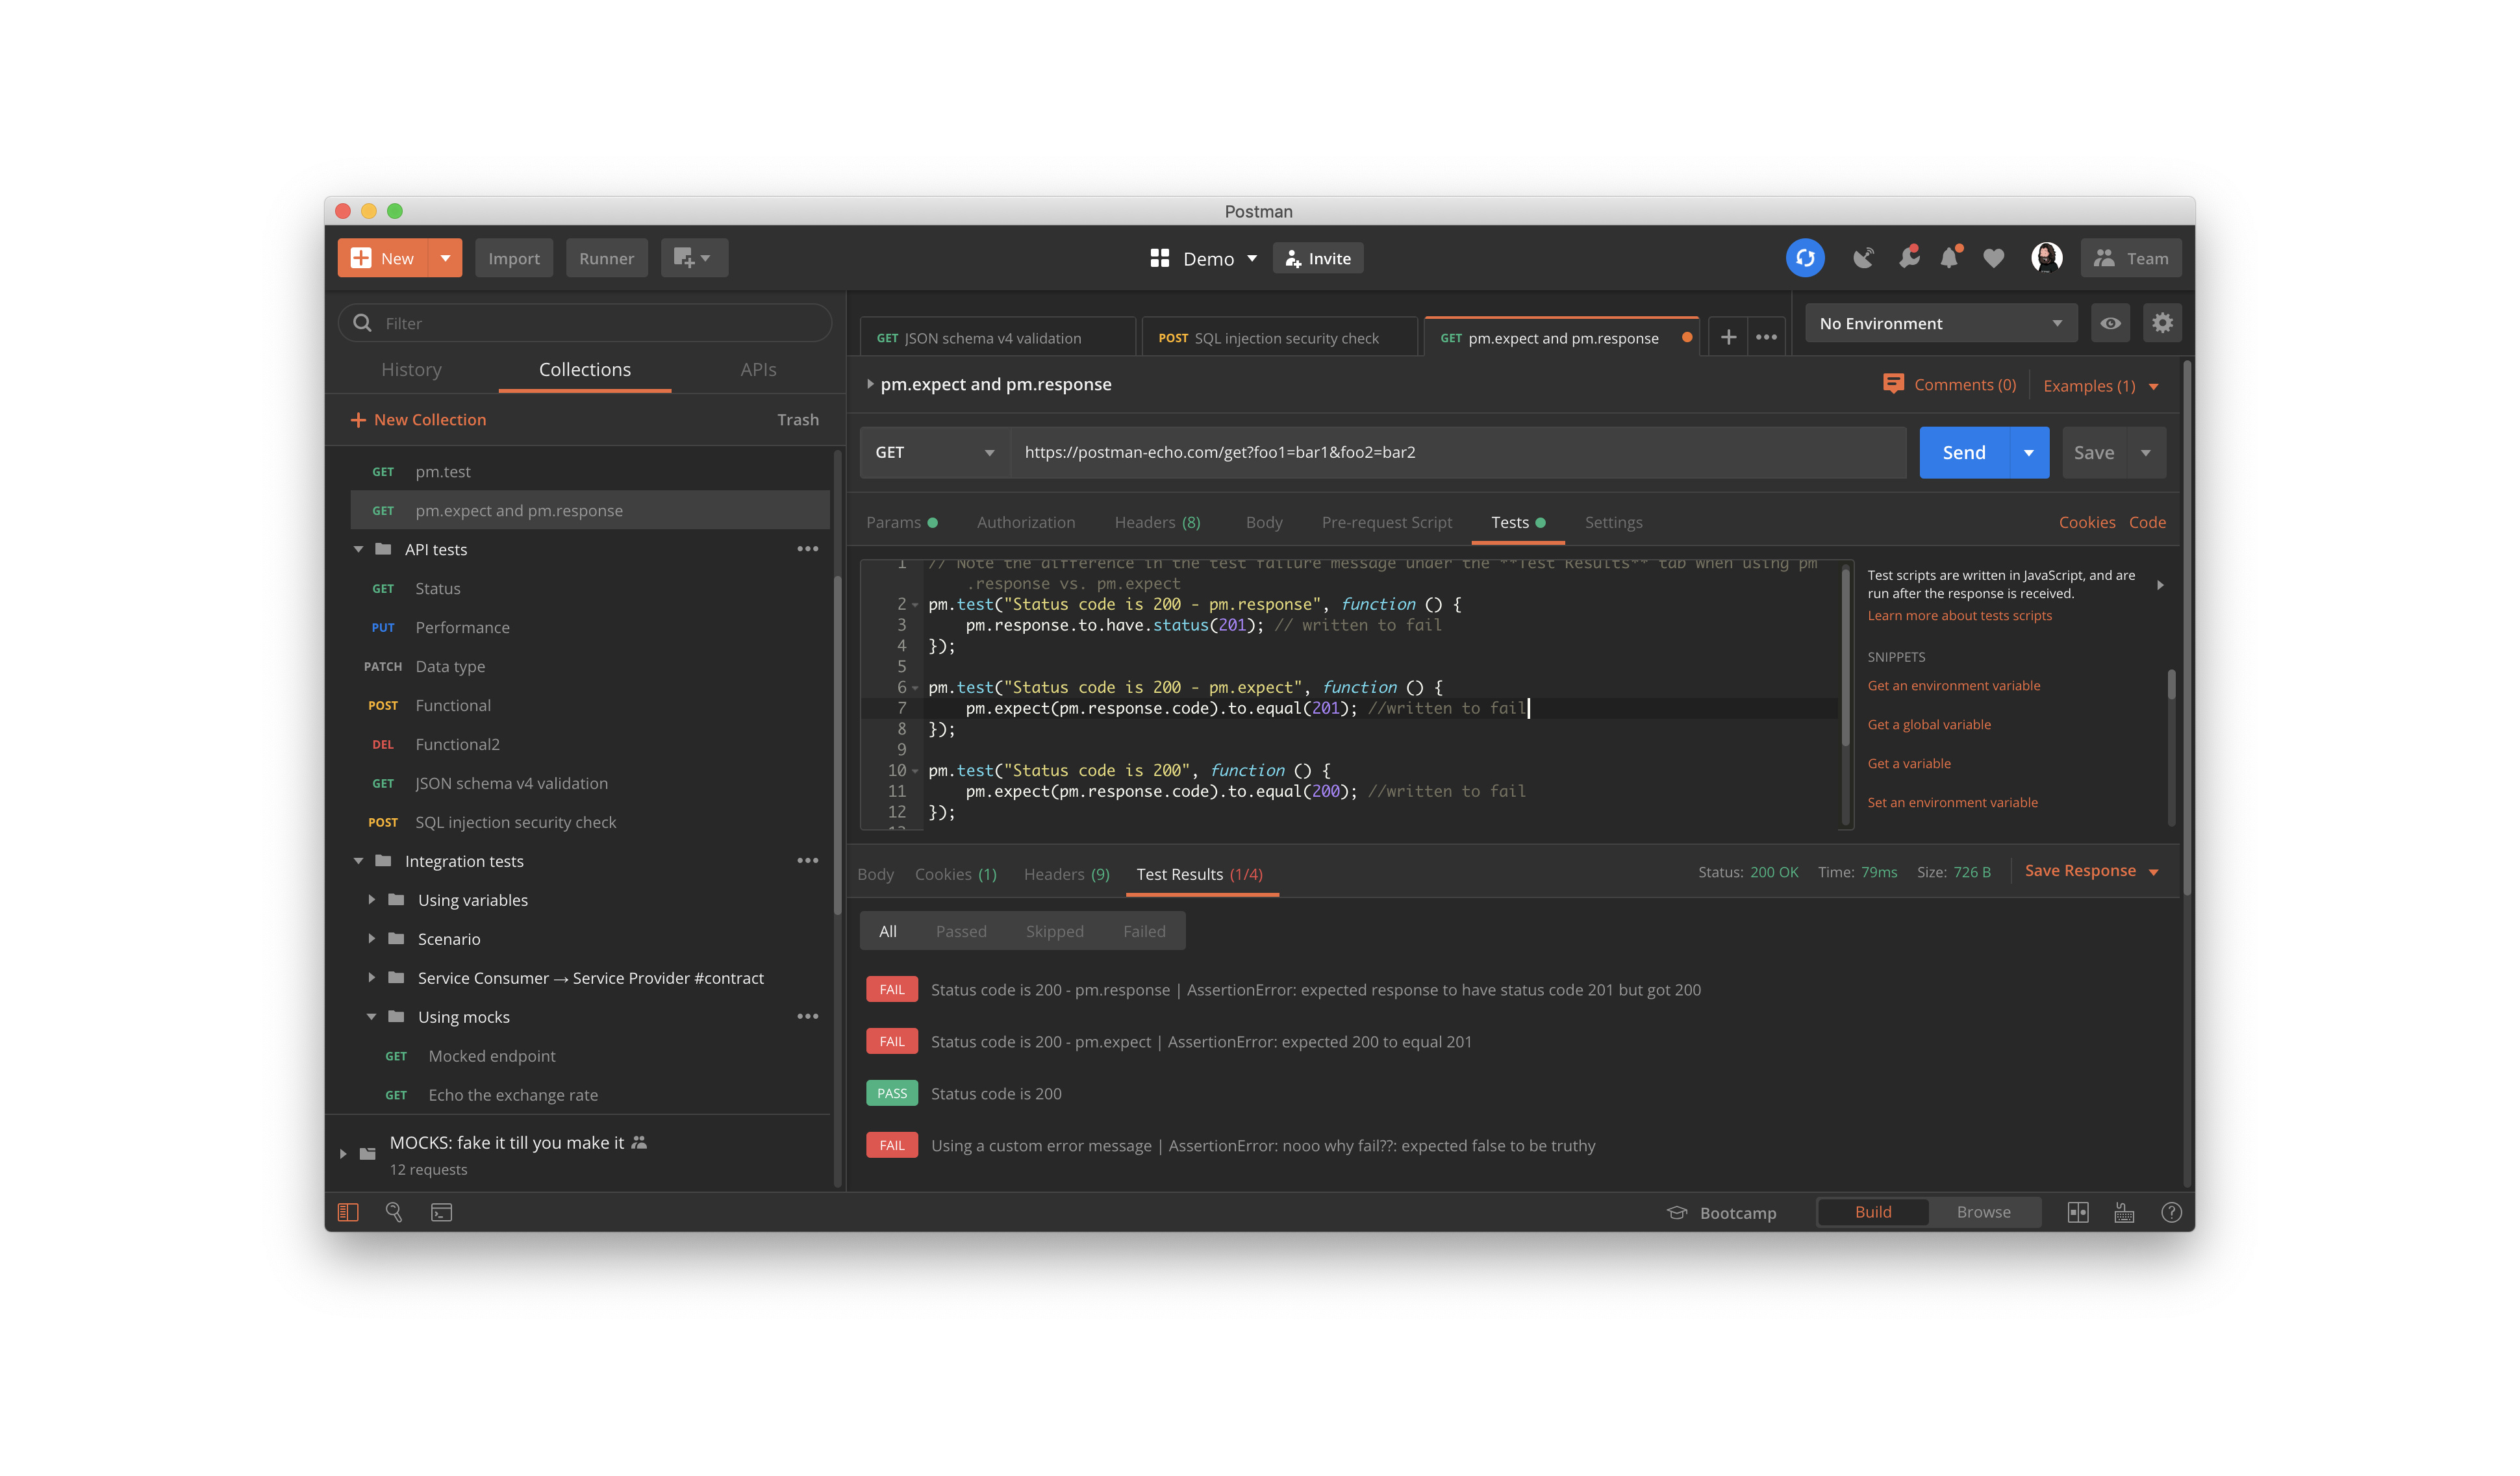 Postman
New
Import
Runner
Demo
Invite
Team
Filter
History
Collections
APIs
New Collection
Trash
GET pm.test
GET pm.expect and pm.response
API tests
GET Status
PUT Performance
PATCH Data type
POST Functional
DEL Functional2
GET JSON schema v4 validation
POST SQL injection security check
Integration tests
Using variables
Scenario
Service Consumer → Service Provider #contract
Using mocks
GET Mocked endpoint
GET Echo the exchange rate
MOCKS: fake it till you make it
12 requests
GET JSON schema v4 validation
POST SQL injection security check
GET pm.expect and pm.response
No Environment
pm.expect and pm.response
Comments (0)
Examples (1)
GET
https://postman-echo.com/get?foo1=bar1&foo2=bar2
Send
Save
Params
Authorization
Headers (8)
Body
Pre-request Script
Tests
Settings
Cookies
Code
1 // Note the difference in the test failure message under the **Test Results** tab when using pm
.response vs. pm.expect
2 pm.test("Status code is 200 - pm.response", function () {
3 pm.response.to.have.status(201); // written to fail
4 });
5
6 pm.test("Status code is 200 - pm.expect", function () {
7 pm.expect(pm.response.code).to.equal(201); //written to fail
8 });
9
10 pm.test("Status code is 200", function () {
11 pm.expect(pm.response.code).to.equal(200); //written to fail
12 });
Test scripts are written in JavaScript, and are
run after the response is received.
Learn more about tests scripts
SNIPPETS
Get an environment variable
Get a global variable
Get a variable
Set an environment variable
Body
Cookies (1)
Headers (9)
Test Results (1/4)
Status: 200 OK
Time: 79ms
Size: 726 B
Save Response
All
Passed
Skipped
Failed
FAIL Status code is 200 - pm.response | AssertionError: expected response to have status code 201 but got 200
FAIL Status code is 200 - pm.expect | AssertionError: expected 200 to equal 201
PASS Status code is 200
FAIL Using a custom error message | AssertionError: nooo why fail??: expected false to be truthy
Bootcamp
Build
Browse